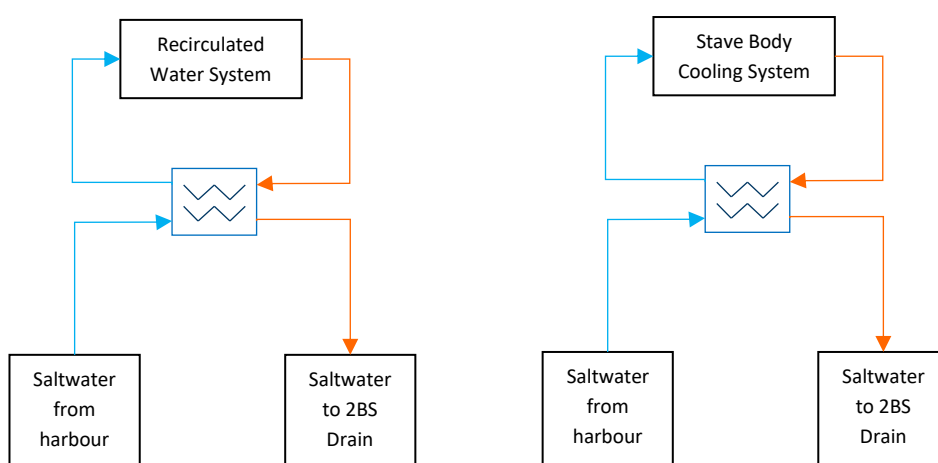 Recirculated
Water System
Stave Body
Cooling System
Saltwater
from
harbour
Saltwater
to 2BS
Drain
Saltwater
from
harbour
Saltwater
to 2BS
Drain